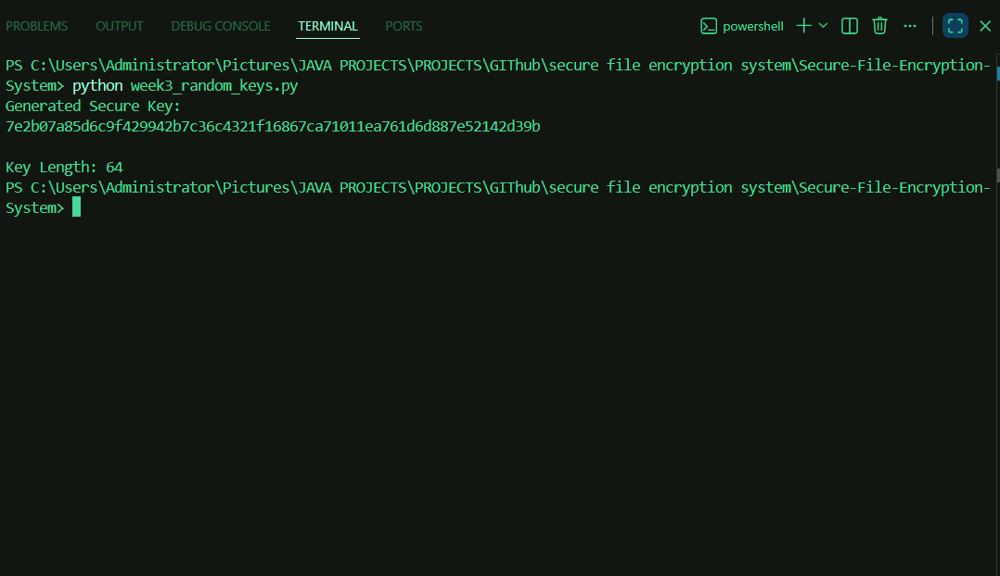 PROBLEMS OUTPUT DEBUG CONSOLE TERMINAL PORTS powershell
PS C:\Users\Administrator\Pictures\JAVA PROJECTS\PROJECTS\GIThub\secure file encryption system\Secure-File-Encryption-
System> python week3_random_keys.py
Generated Secure Key:
7e2b07a85d6c9f429942b7c36c4321f16867ca71011ea761d6d887e52142d39b
Key Length: 64
PS C:\Users\Administrator\Pictures\JAVA PROJECTS\PROJECTS\GIThub\secure file encryption system\Secure-File-Encryption-
System>